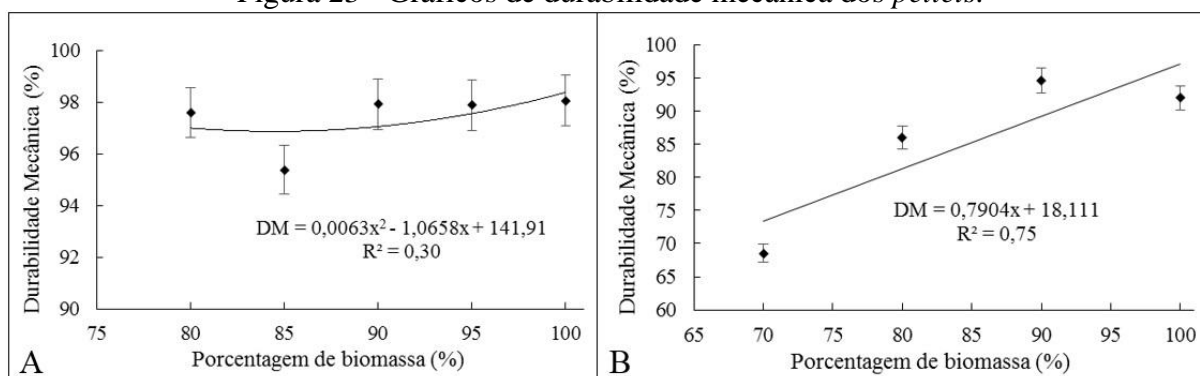 Figura 23 - Gráficos de durabilidade mecânica dos pellets.
Durabilidade Mecânica (%)
100
98
96
94
92
90
DM = 0,0063x² - 1,0658x + 141,91
R² = 0,30
75 80 85 90 95 100
Porcentagem de biomassa (%)
A
Durabilidade Mecânica (%)
100
95
90
85
80
75
70
65
60
DM = 0,7904x + 18,111
R² = 0,75
65 70 75 80 85 90 95 100
Porcentagem de biomassa (%)
B